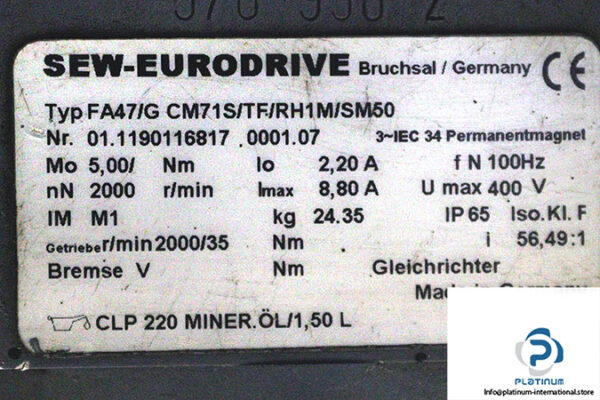 SEW-EURODRIVE Bruchsal / Germany CE
Typ FA47/G CM71S/TF/RH1M/SM50
Nr. 01.1190116817 .0001.07 3~IEC 34 Permanentmagnet
Mo 5,00/ Nm Io 2,20 A f N 100Hz
nN 2000 r/min Imax 8,80 A U max 400 V
IM M1 kg 24.35 IP 65 Iso.Kl. F
Getriebe r/min 2000/35 Nm i 56,49:1
Bremse V Nm Gleichrichter
Germany
CLP 220 MINER.ÖL/1,50 L
PLATINUM
Info@platinum-international.store